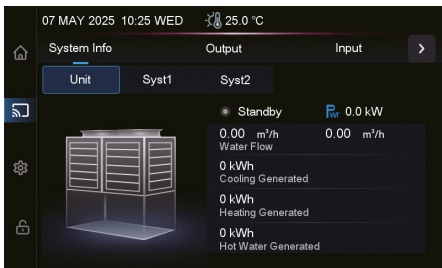 07 MAY 2025 10:25 WED 25.0 ℃
System Info Output Input
Unit Syst1 Syst2
Standby Pwr 0.0 kW
0.00 m³/h 0.00 m³/h
Water Flow
0 kWh
Cooling Generated
0 kWh
Heating Generated
0 kWh
Hot Water Generated